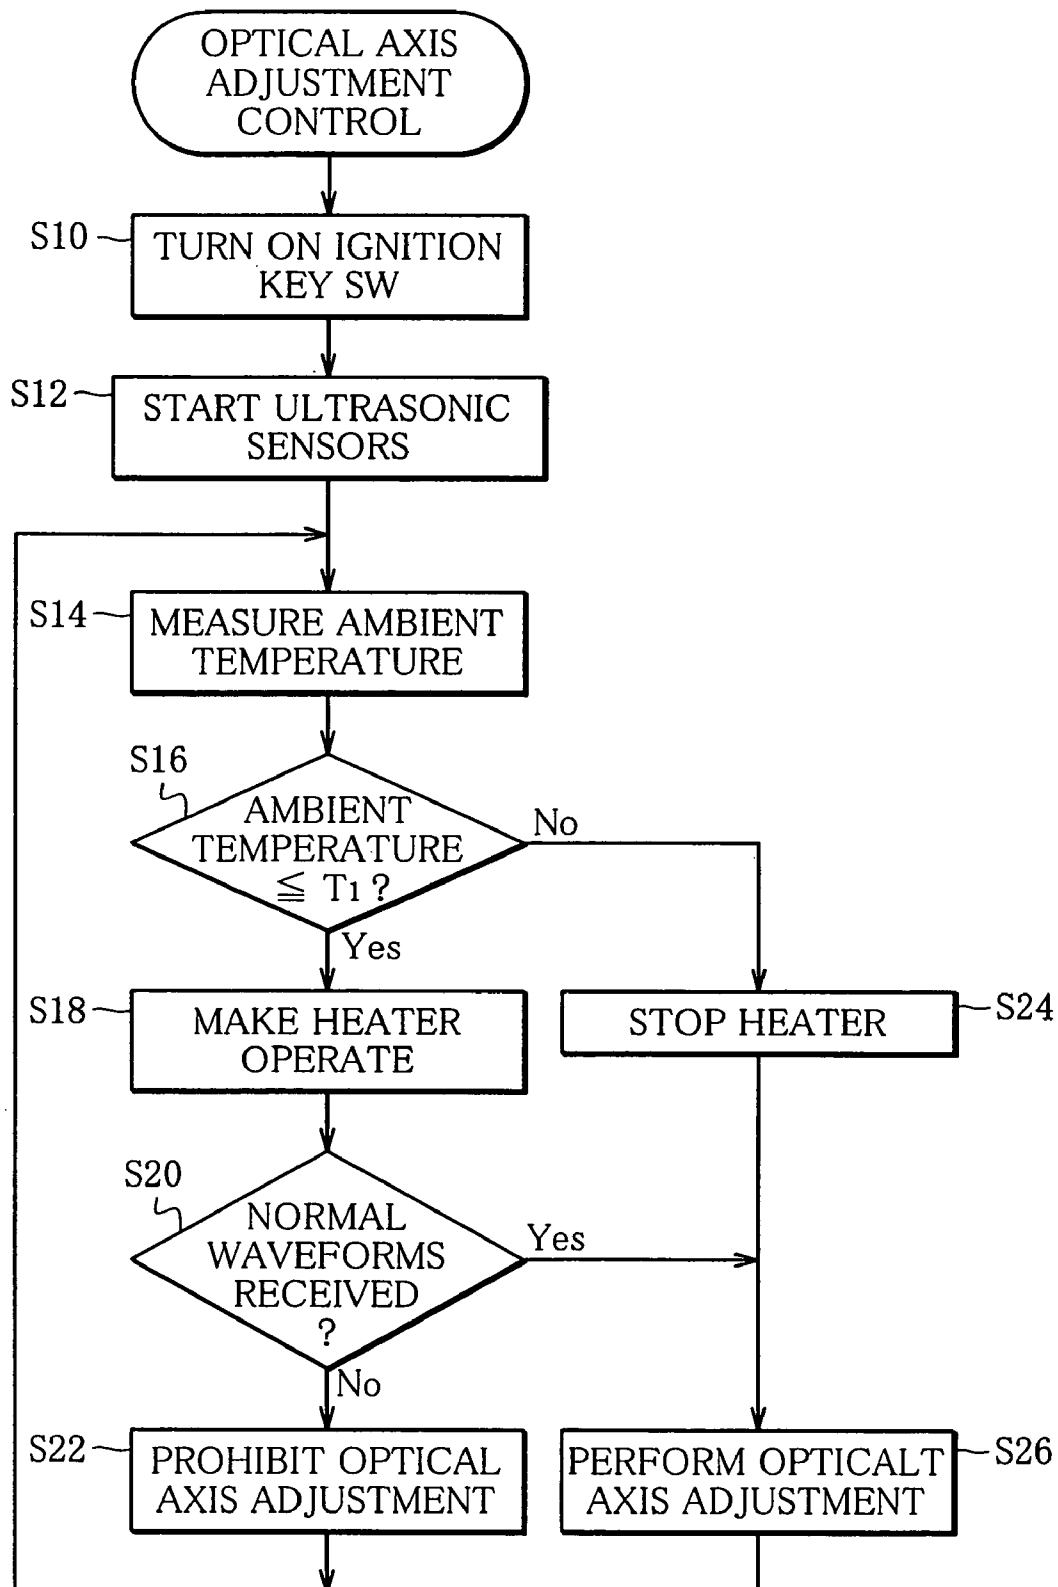 OPTICAL AXIS
ADJUSTMENT
CONTROL
S10
TURN ON IGNITION
KEY SW
S12
START ULTRASONIC
SENSORS
S14
MEASURE AMBIENT
TEMPERATURE
S16
AMBIENT
TEMPERATURE
≦ T1 ?
No
Yes
S18
MAKE HEATER
OPERATE
STOP HEATER
S24
S20
NORMAL
WAVEFORMS
RECEIVED
?
Yes
No
S22
PROHIBIT OPTICAL
AXIS ADJUSTMENT
PERFORM OPTICALT
AXIS ADJUSTMENT
S26